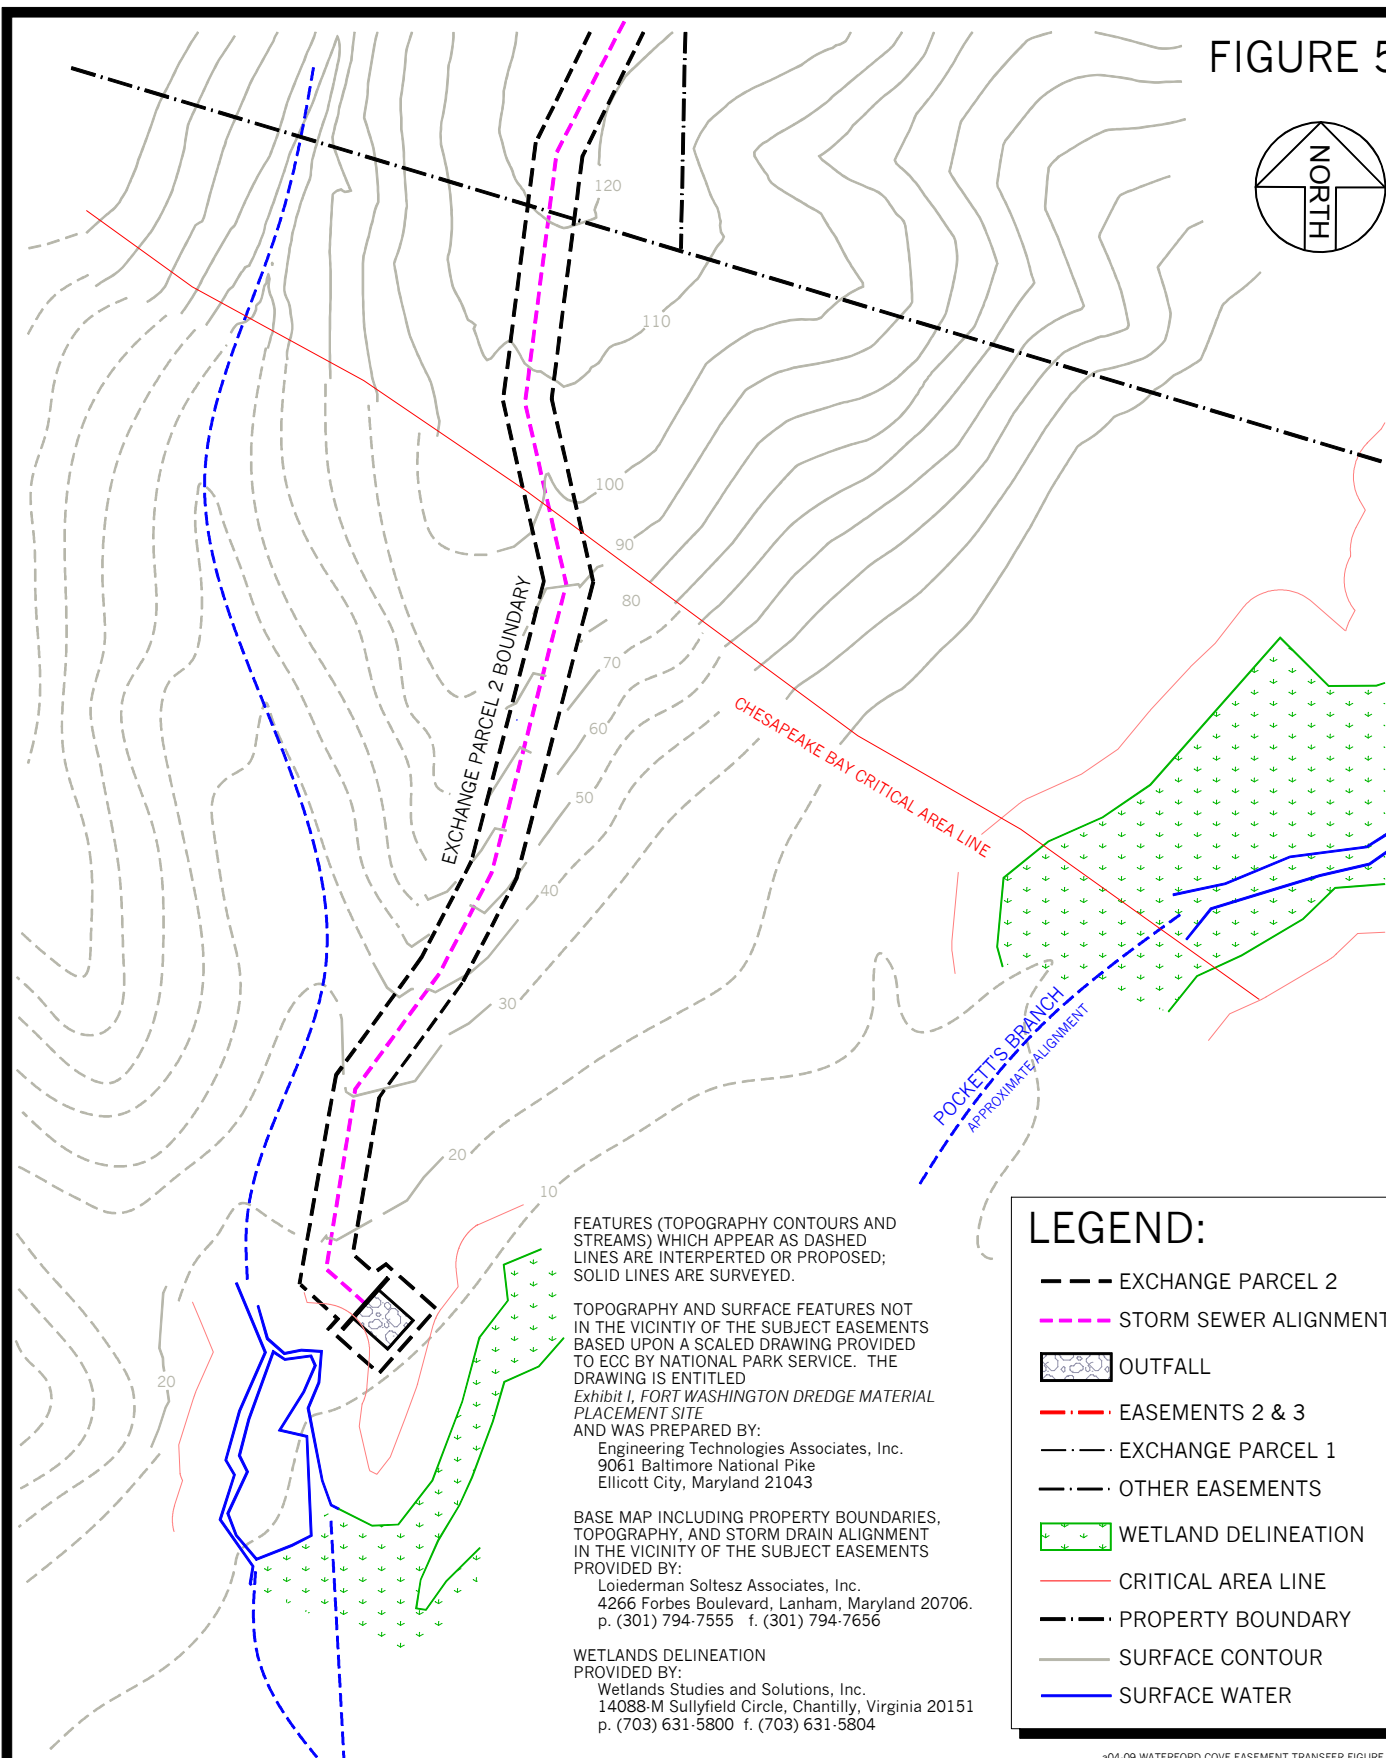 FIGURE 5
NORTH
120
110
100
90
80
70
60
50
40
30
20
10
20
EXCHANGE PARCEL 2 BOUNDARY
CHESAPEAKE BAY CRITICAL AREA LINE
POCKETT'S BRANCH
APPROXIMATE ALIGNMENT
FEATURES (TOPOGRAPHY CONTOURS AND
STREAMS) WHICH APPEAR AS DASHED
LINES ARE INTERPERTED OR PROPOSED;
SOLID LINES ARE SURVEYED.
TOPOGRAPHY AND SURFACE FEATURES NOT
IN THE VICINTIY OF THE SUBJECT EASEMENTS
BASED UPON A SCALED DRAWING PROVIDED
TO ECC BY NATIONAL PARK SERVICE. THE
DRAWING IS ENTITLED
Exhibit I, FORT WASHINGTON DREDGE MATERIAL
PLACEMENT SITE
AND WAS PREPARED BY:
Engineering Technologies Associates, Inc.
9061 Baltimore National Pike
Ellicott City, Maryland 21043
BASE MAP INCLUDING PROPERTY BOUNDARIES,
TOPOGRAPHY, AND STORM DRAIN ALIGNMENT
IN THE VICINITY OF THE SUBJECT EASEMENTS
PROVIDED BY:
Loiederman Soltesz Associates, Inc.
4266 Forbes Boulevard, Lanham, Maryland 20706.
p. (301) 794-7555 f. (301) 794-7656
WETLANDS DELINEATION
PROVIDED BY:
Wetlands Studies and Solutions, Inc.
14088-M Sullyfield Circle, Chantilly, Virginia 20151
p. (703) 631-5800 f. (703) 631-5804
LEGEND:
EXCHANGE PARCEL 2
STORM SEWER ALIGNMENT
OUTFALL
EASEMENTS 2 & 3
EXCHANGE PARCEL 1
OTHER EASEMENTS
WETLAND DELINEATION
CRITICAL AREA LINE
PROPERTY BOUNDARY
SURFACE CONTOUR
SURFACE WATER
a04-09 WATERFORD COVE EASEMENT TRANSFER FIGURE